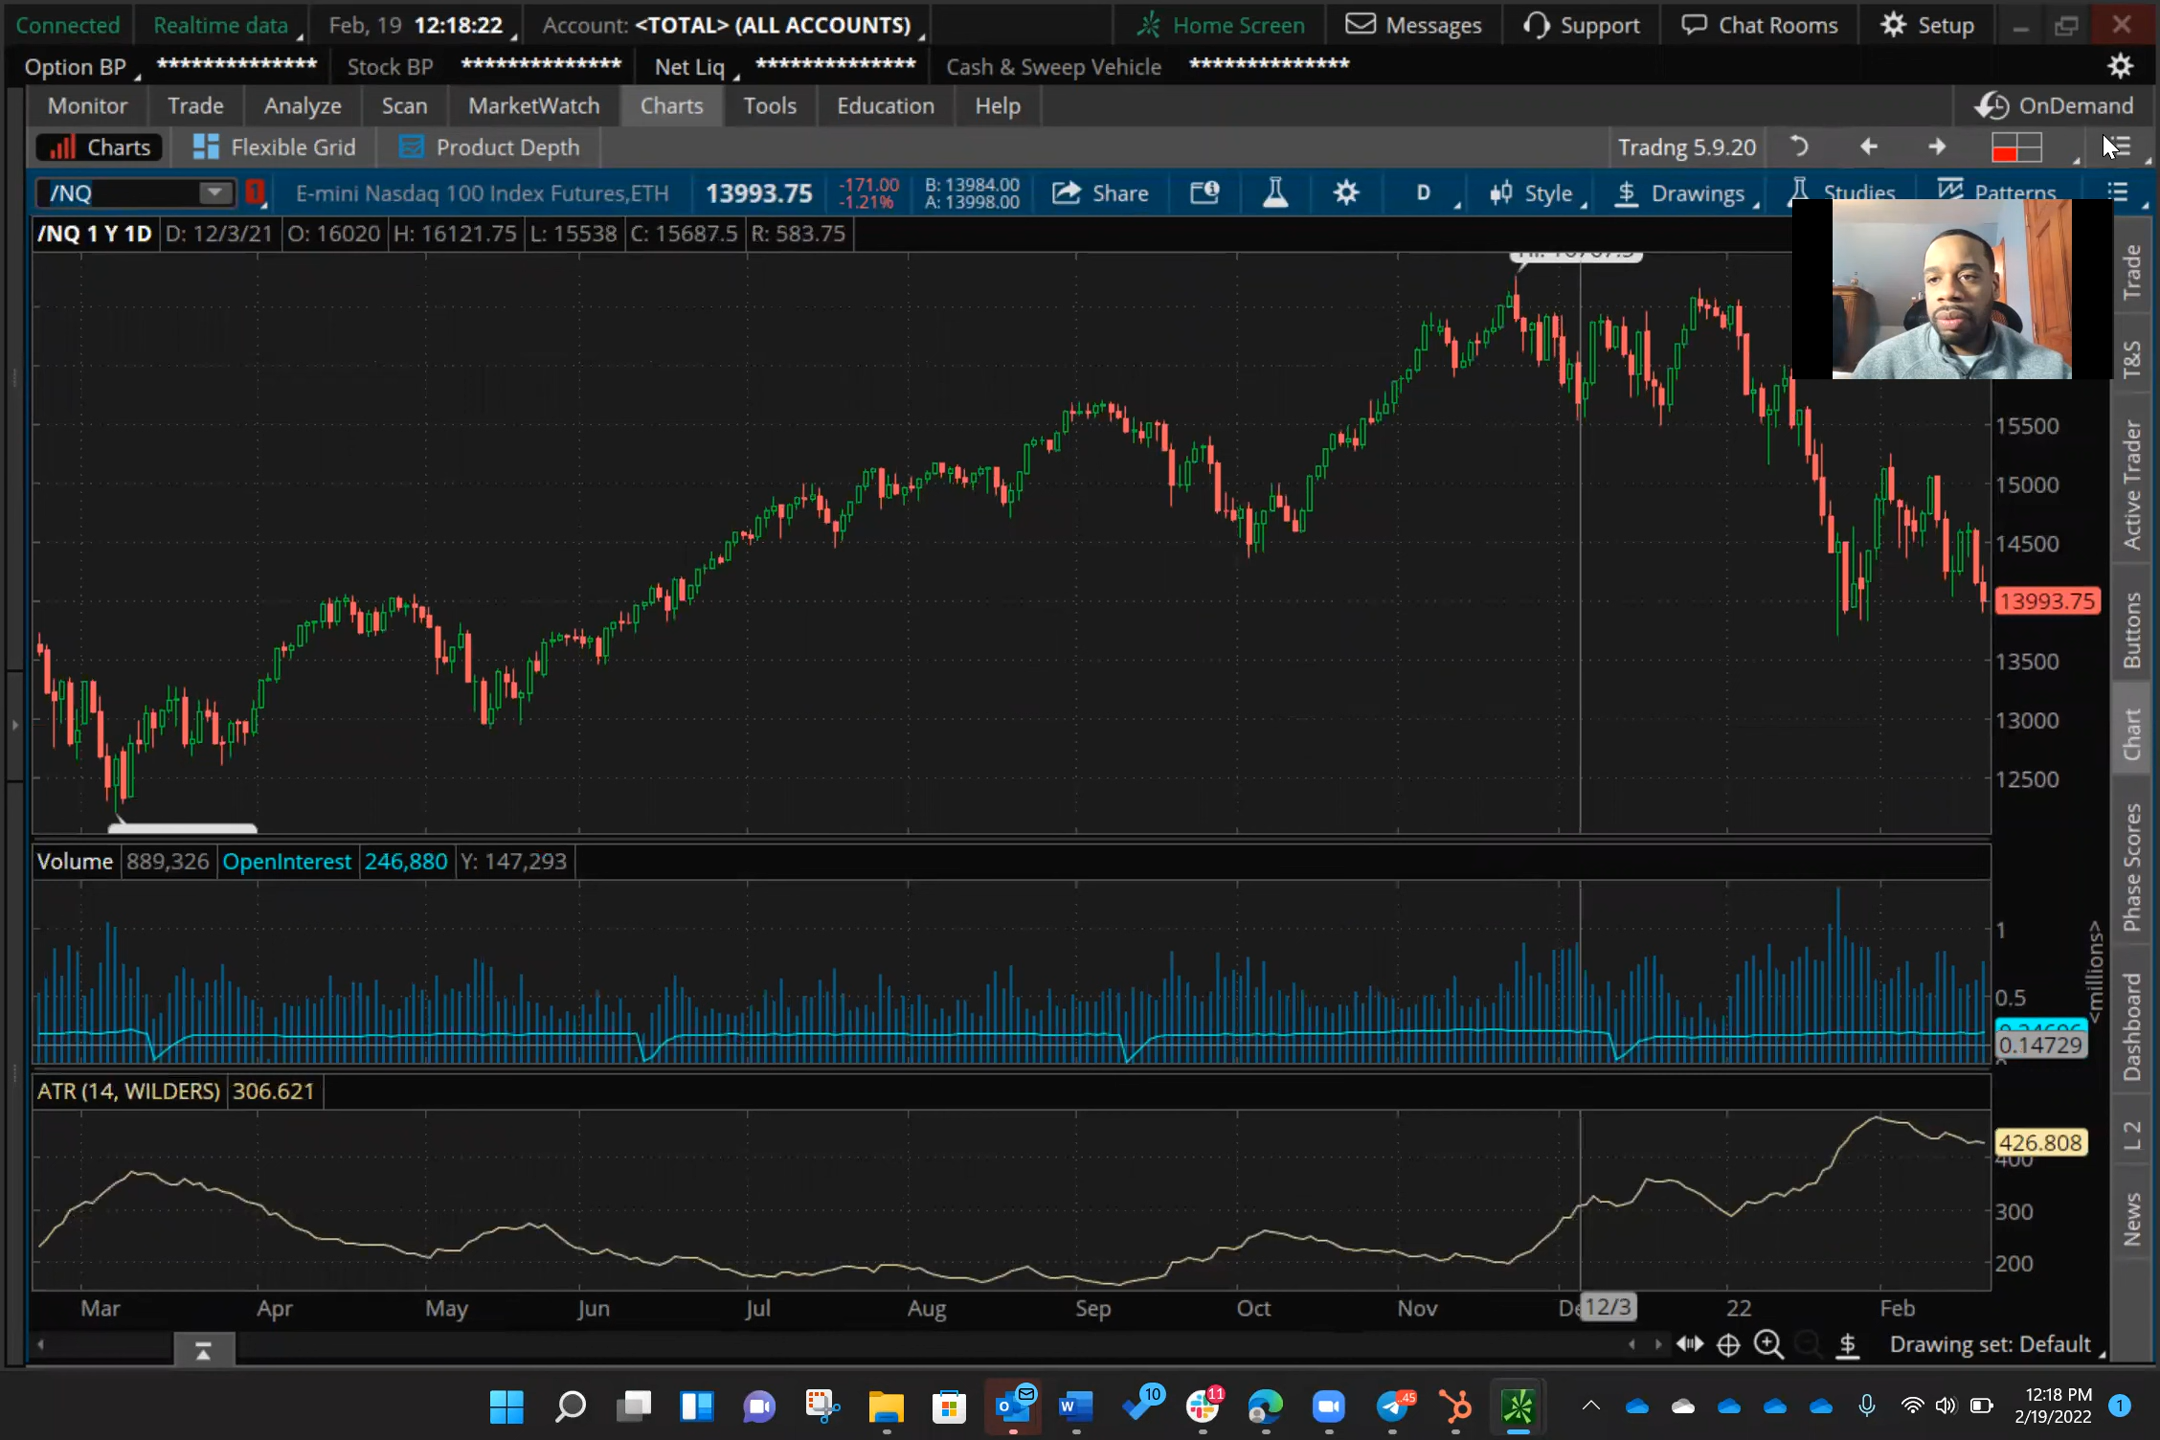 Connected Realtime data Feb, 19 12:18:22 Account: <TOTAL> (ALL ACCOUNTS) Home Screen Messages Support Chat Rooms Setup
Option BP ************** Stock BP ************** Net Liq ************** Cash & Sweep Vehicle **************
Monitor Trade Analyze Scan MarketWatch Charts Tools Education Help OnDemand
Charts Flexible Grid Product Depth Tradng 5.9.20
/NQ 1 E-mini Nasdaq 100 Index Futures,ETH 13993.75 -171.00 B: 13984.00 Share D Style $ Drawings Studies Patterns
-1.21% A: 13998.00
/NQ 1 Y 1D D: 12/3/21 O: 16020 H: 16121.75 L: 15538 C: 15687.5 R: 583.75
15500
15000
14500
13993.75
13500
13000
12500
Trade
T&S
Active Trader
Buttons
Chart
Phase Scores
Dashboard
L 2
News
Volume 889,326 OpenInterest 246,880 Y: 147,293
1
0.5
0.14729
<millions>
ATR (14, WILDERS) 306.621
426.808
400
300
200
Mar Apr May Jun Jul Aug Sep Oct Nov 12/3 22 Feb
$ Drawing set: Default
10 11 45 12:18 PM
2/19/2022 1